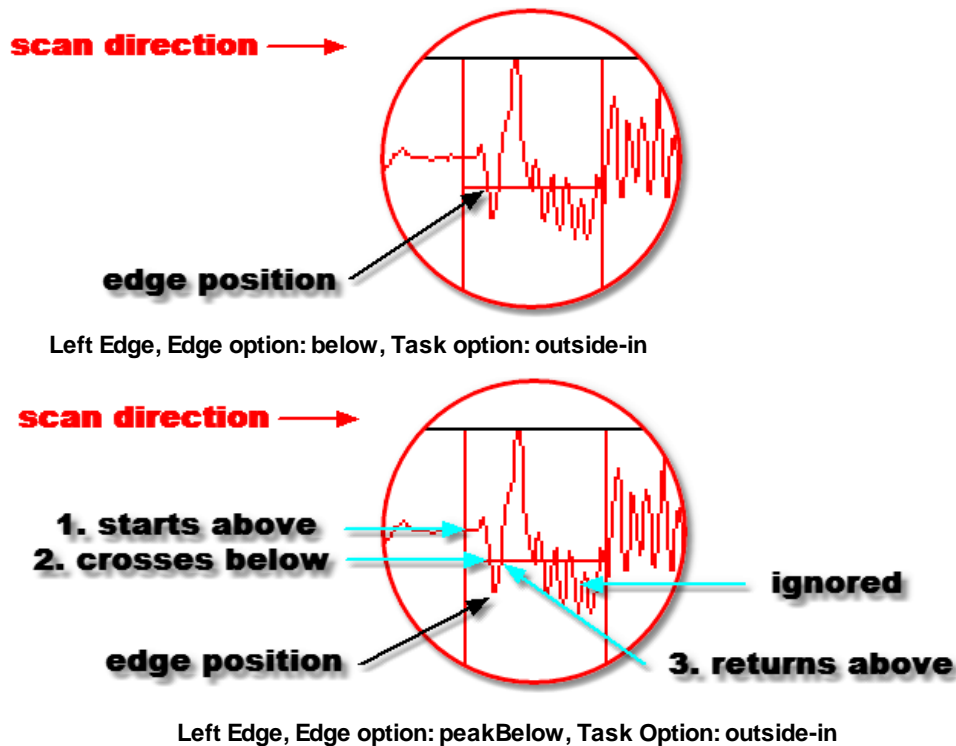 scan direction
edge position
Left Edge, Edge option: below, Task option: outside-in
scan direction
1. starts above
2. crosses below
ignored
edge position
3. returns above
Left Edge, Edge option: peakBelow, Task Option: outside-in